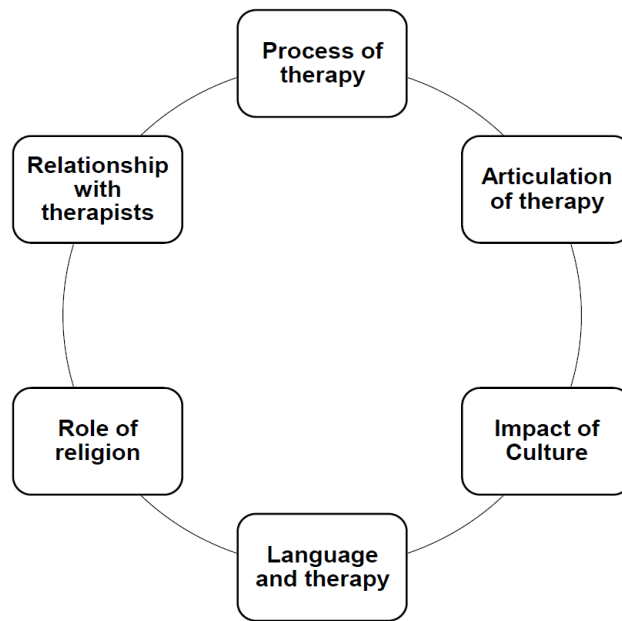 Process of
therapy
Articulation
of therapy
Impact of
Culture
Language
and therapy
Role of
religion
Relationship
with
therapists